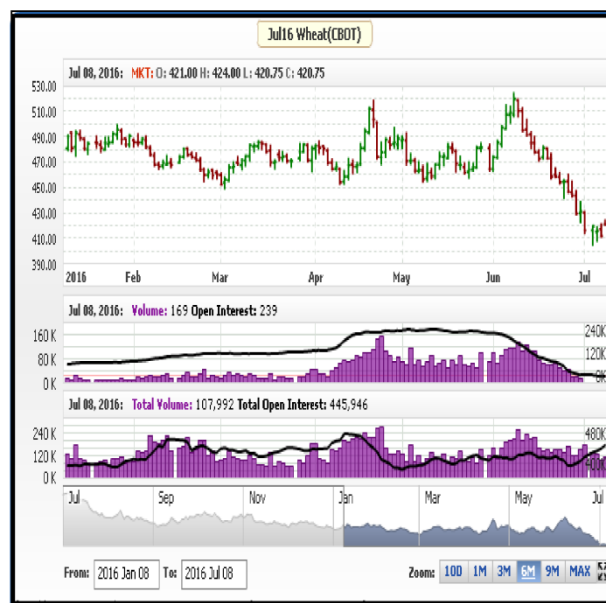 Jul16 Wheat(CBOT)
Jul 08, 2016: MKT: O: 421.00 H: 424.00 L: 420.75 C: 420.75
530.00
510.00
490.00
470.00
450.00
430.00
410.00
390.00
2016 Feb Mar Apr May Jun Jul
Jul 08, 2016: Volume: 169 Open Interest: 239
160 K 240K
80 K 120K
0 K 0K
Jul 08, 2016: Total Volume: 107,992 Total Open Interest: 445,946
240 K 480K
120 K 400K
0 K
Jul Sep Nov Jan Mar May Jul
From: 2016 Jan 08 To: 2016 Jul 08 Zoom: 10D 1M 3M 6M 9M MAX